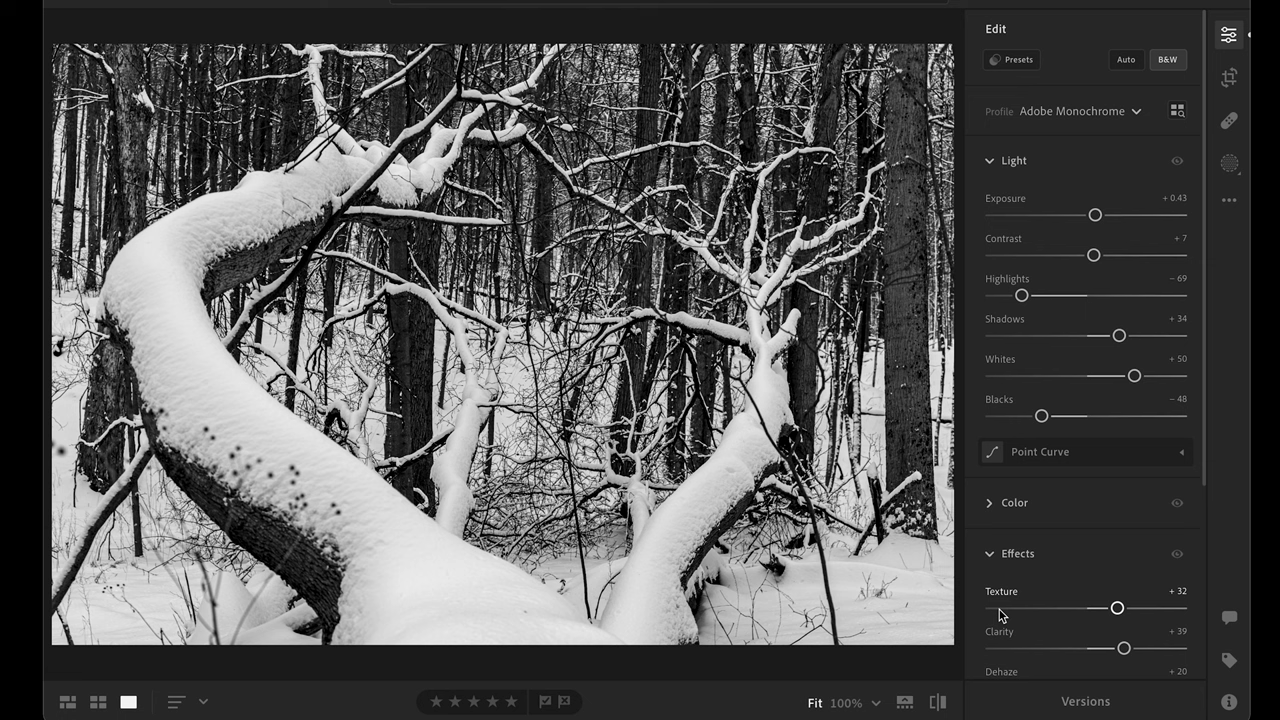 Edit
Presets
Auto
B&W
Profile Adobe Monochrome
Light
Exposure + 0.43
Contrast + 7
Highlights − 69
Shadows + 34
Whites + 50
Blacks − 48
Point Curve
Color
Effects
Texture + 32
Clarity + 39
Dehaze + 20
Fit 100%
Versions